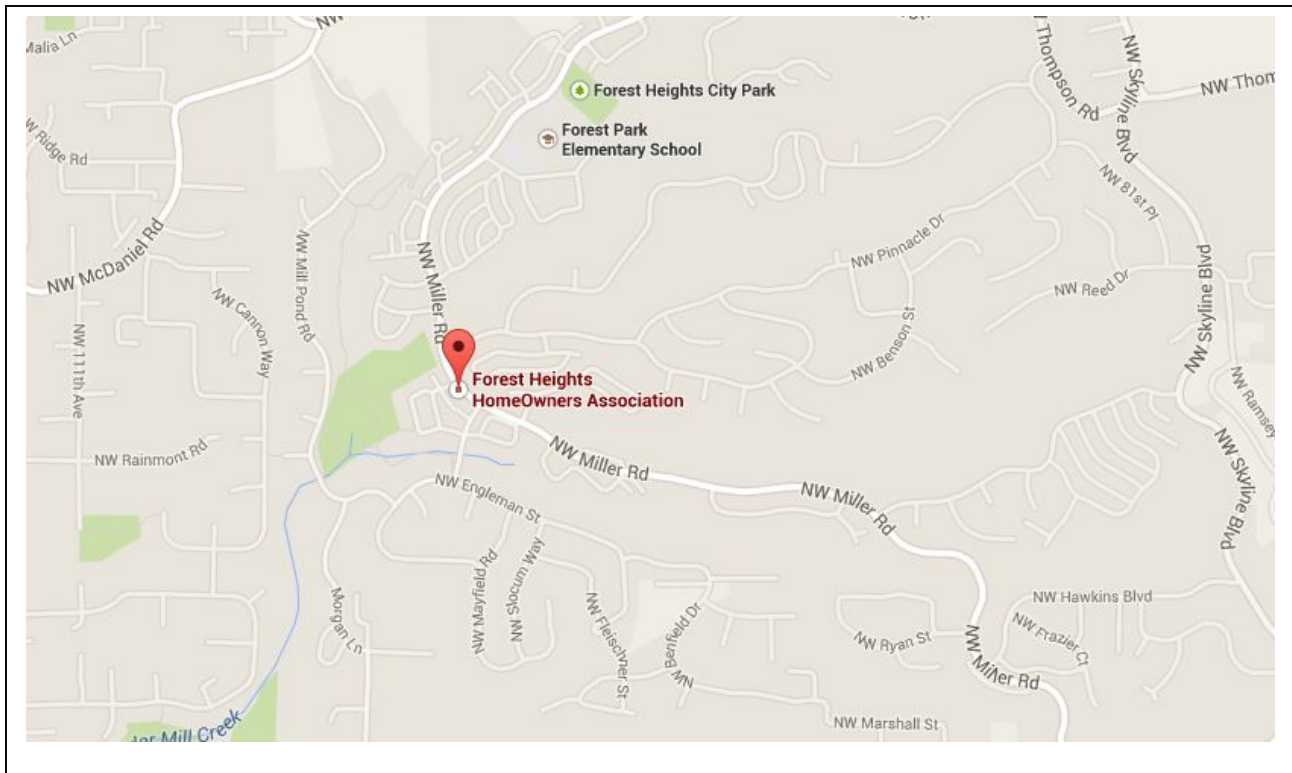 Malia Ln
NW
Forest Heights City Park
Forest Park
Elementary School
Thompson Rd
NW Skyline Blvd
NW Thom
W Ridge Rd
NW McDaniel Rd
NW Mill Pond Rd
NW Cannon Way
NW Miller Rd
NW 81st Pl
NW Pinnacle Dr
NW Reed Dr
NW Skyline Blvd
NW Benson St
NW 111th Ave
Forest Heights
HomeOwners Association
NW Ramsey
NW Rainmont Rd
NW Miller Rd
NW Miller Rd
NW Skyline Blvd
NW Engleman St
NW Mayfield Rd
NW Slocum Way
NW Fleischner St
NW Benfield Dr
Morgan Ln
NW Ryan St
NW Hawkins Blvd
NW Frazier Ct
NW Miller Rd
NW Marshall St
Mill Creek